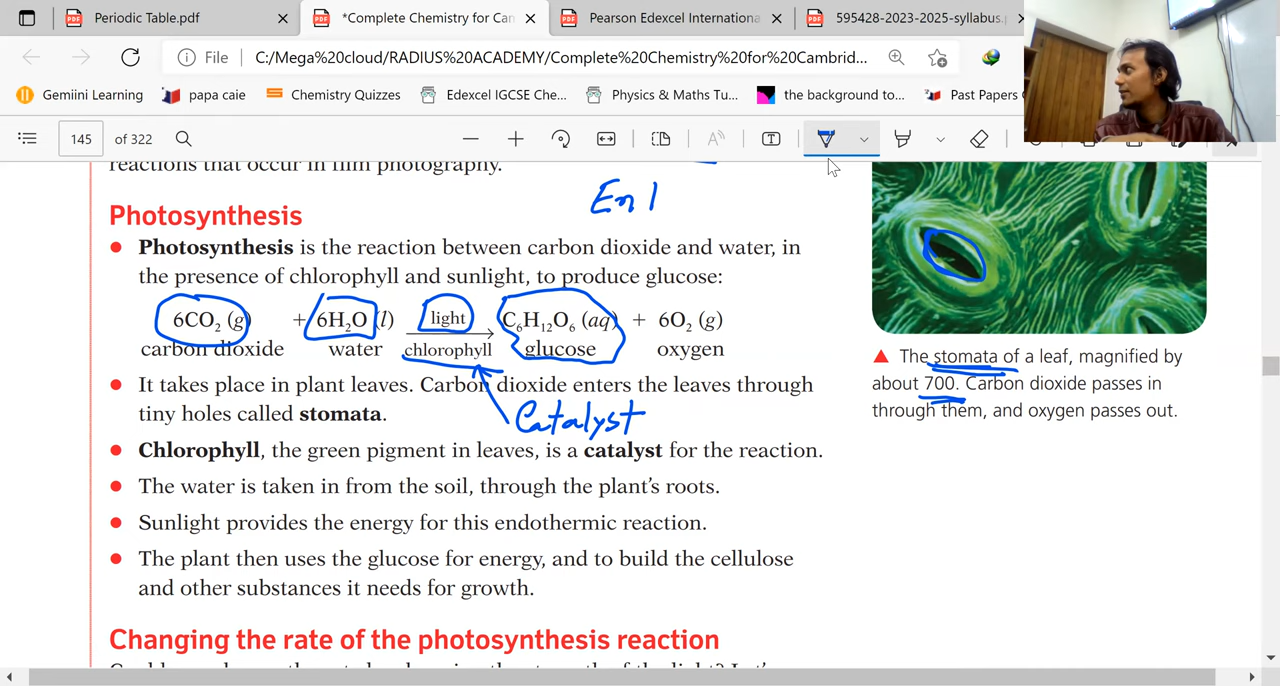 Periodic Table.pdf
*Complete Chemistry for Can
Pearson Edexcel Internationa
595428-2023-2025-syllabus.
File C:/Mega%20cloud/RADIUS%20ACADEMY/Complete%20Chemistry%20for%20Cambrid...
Gemiini Learning
papa caie
Chemistry Quizzes
Edexcel IGCSE Che...
Physics & Maths Tu...
the background to...
Past Papers
145 of 322
reactions that occur in film photography.
En 1
Photosynthesis
Photosynthesis is the reaction between carbon dioxide and water, in
the presence of chlorophyll and sunlight, to produce glucose:
light
6CO₂ (g) + 6H₂O (l) C₆H₁₂O₆ (aq) + 6O₂ (g)
carbon dioxide water chlorophyll glucose oxygen
It takes place in plant leaves. Carbon dioxide enters the leaves through
tiny holes called stomata.
Catalyst
Chlorophyll, the green pigment in leaves, is a catalyst for the reaction.
The water is taken in from the soil, through the plant's roots.
Sunlight provides the energy for this endothermic reaction.
The plant then uses the glucose for energy, and to build the cellulose
and other substances it needs for growth.
Changing the rate of the photosynthesis reaction
The stomata of a leaf, magnified by
about 700. Carbon dioxide passes in
through them, and oxygen passes out.